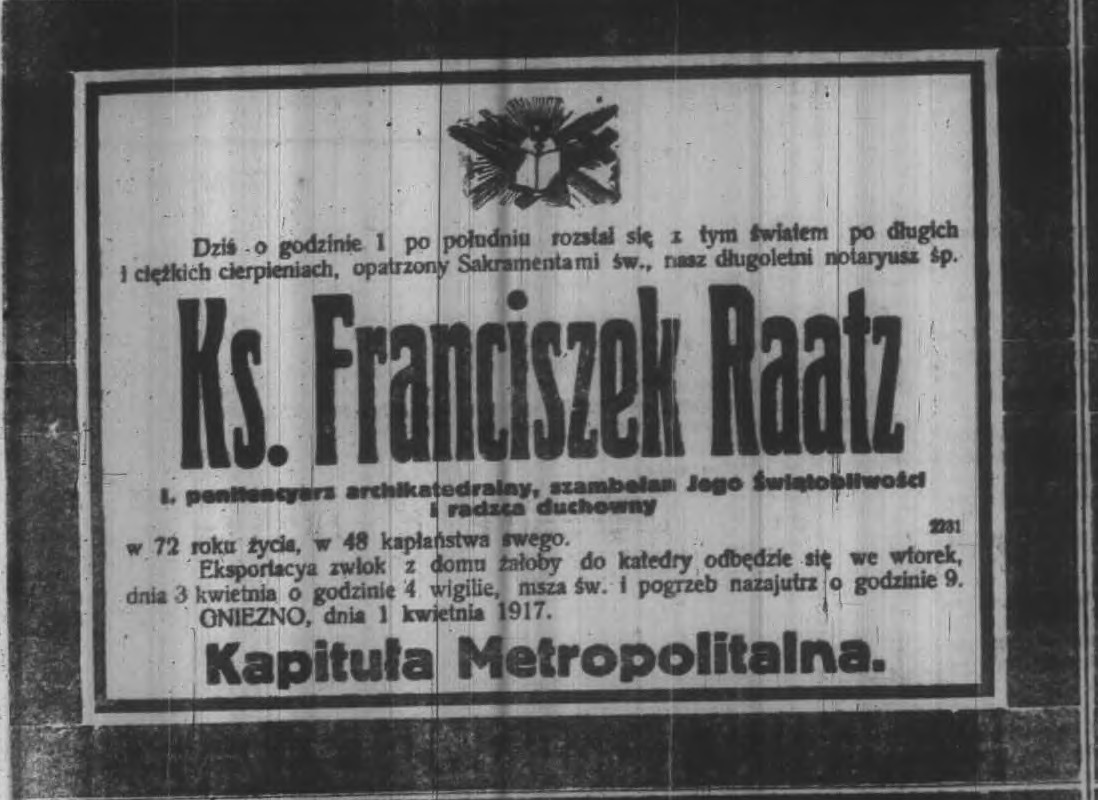 Dziś o godzinie 1 po południu rozstał się z tym światem po długich
i ciężkich cierpieniach, opatrzony Sakramentami św., nasz długoletni notaryusz śp.
Ks. Franciszek Raatz
I. penitencyarz archikatedralny, szambelan Jego Świątobliwości
i radzca duchowny
2231
w 72 roku życia, w 48 kapłaństwa swego.
Eksportacya zwłok z domu żałoby do katedry odbędzie się we wtorek,
dnia 3 kwietnia o godzinie 4 wigilie, msza św. i pogrzeb nazajutrz o godzinie 9.
GNIEZNO, dnia 1 kwietnia 1917.
Kapituła Metropolitalna.